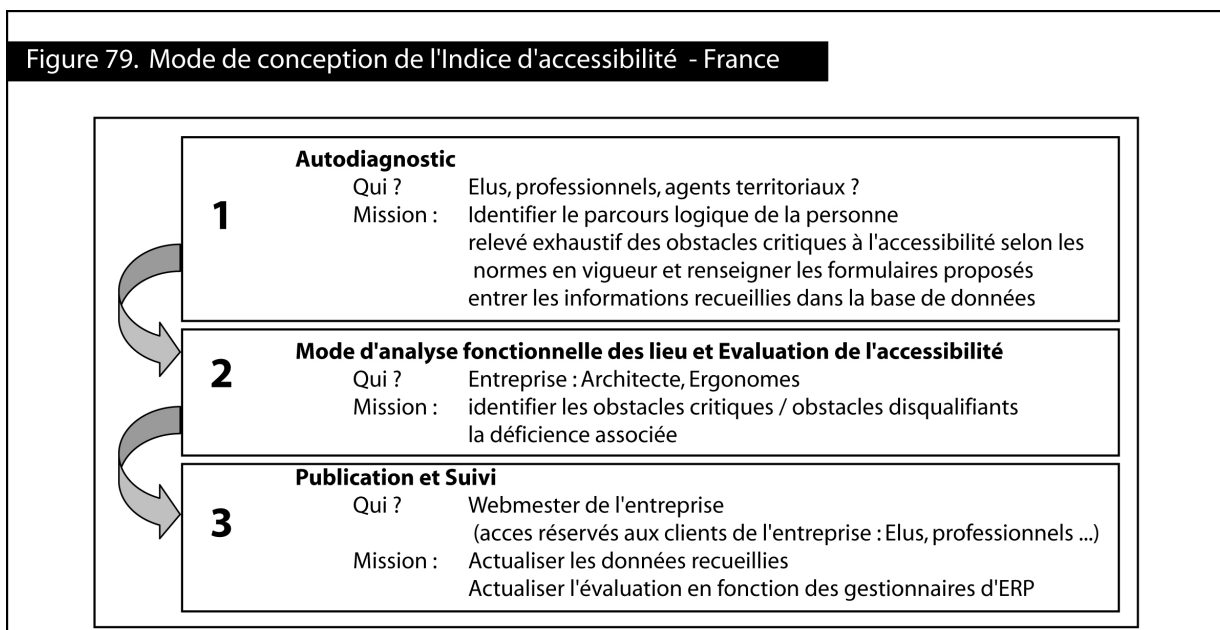 Figure 79. Mode de conception de l'Indice d'accessibilité - France
Autodiagnostic
1
Qui ? Elus, professionnels, agents territoriaux ?
Mission : Identifier le parcours logique de la personne
relevé exhaustif des obstacles critiques à l'accessibilité selon les
normes en vigueur et renseigner les formulaires proposés
entrer les informations recueillies dans la base de données
Mode d'analyse fonctionnelle des lieu et Evaluation de l'accessibilité
2
Qui ? Entreprise : Architecte, Ergonomes
Mission : identifier les obstacles critiques / obstacles disqualifiants
la déficience associée
Publication et Suivi
3
Qui ? Webmester de l'entreprise
(acces réservés aux clients de l'entreprise : Elus, professionnels ...)
Mission : Actualiser les données recueillies
Actualiser l'évaluation en fonction des gestionnaires d'ERP